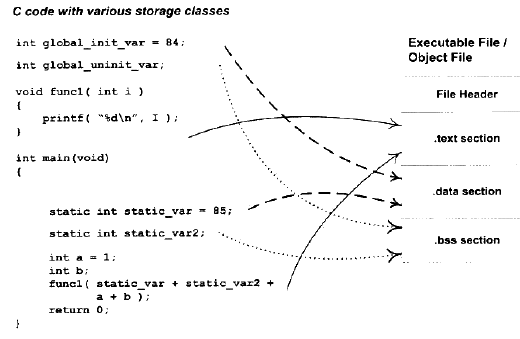 C code with various storage classes
int global_init_var = 84;
int global_uninit_var;
void func1( int i )
{
printf( "%d\n", I );
}
int main(void)
{
static int static_var = 85;
static int static_var2;
int a = 1;
int b;
func1( static_var + static_var2 +
a + b );
return 0;
}
Executable File /
Object File
File Header
.text section
.data section
.bss section